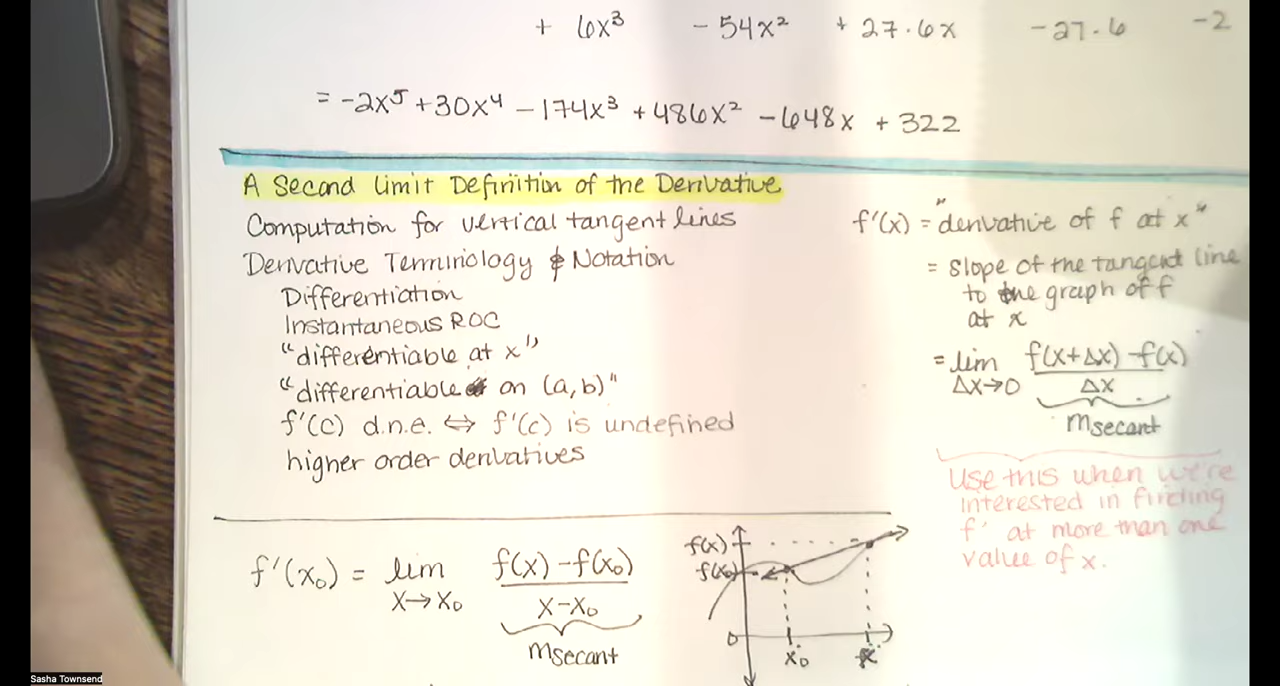 + 6x³ - 54x² + 27·6x - 27·6 - 2
= -2x⁵ + 30x⁴ - 174x³ + 486x² - 648x + 322
A Second Limit Definition of the Derivative
Computation for vertical tangent lines
Derivative Terminology & Notation
Differentiation
Instantaneous ROC
"differentiable at x"
"differentiable on (a,b)"
f'(c) d.n.e. ⇔ f'(c) is undefined
higher order derivatives
f'(x) = "derivative of f at x"
= slope of the tangent line
to the graph of f
at x
= lim f(x+Δx) - f(x)
Δx→0 Δx
msecant
Use this when we're
interested in finding
f' at more than one
value of x.
f'(x₀) = lim f(x) - f(x₀)
x→x₀ x - x₀
msecant
f(x)
f(x₀)
0
x₀ x
Sasha Townsend